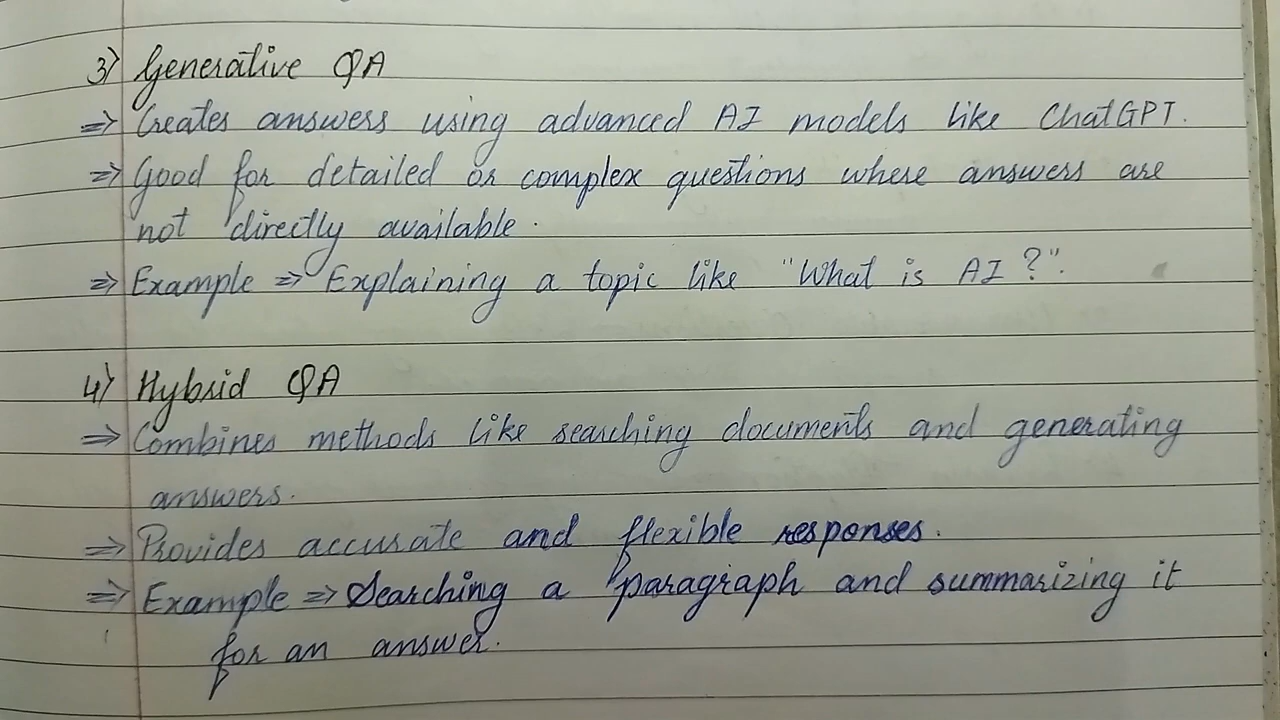 3) Generative QA
⇒ Creates answers using advanced AI models like ChatGPT.
⇒ Good for detailed or complex questions where answers are
not directly available.
⇒ Example ⇒ Explaining a topic like "What is AI?".
4) Hybrid QA
⇒ Combines methods like searching documents and generating
answers.
⇒ Provides accurate and flexible responses.
⇒ Example ⇒ Searching a paragraph and summarizing it
for an answer.